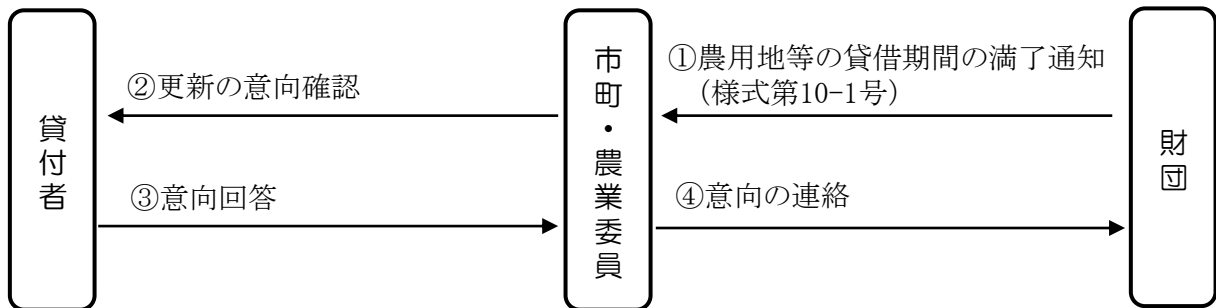 貸付者
②更新の意向確認
③意向回答
市町・農業委員
①農用地等の貸借期間の満了通知
(様式第10-1号)
④意向の連絡
財団